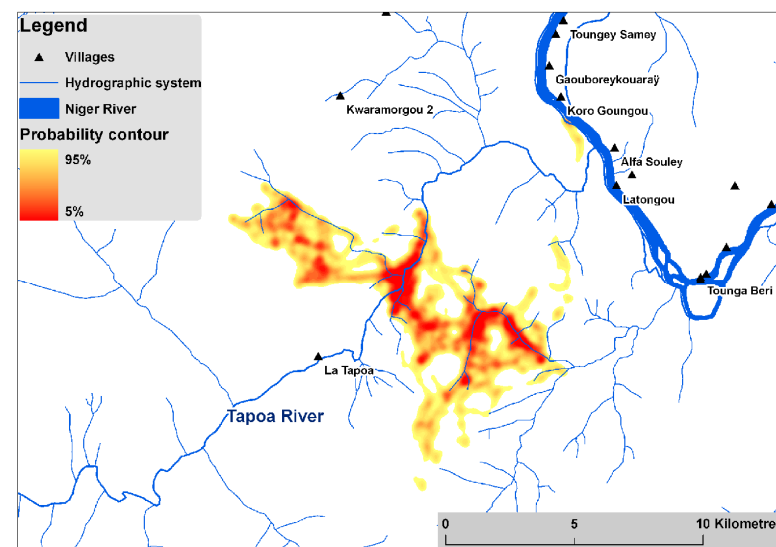 Legend
Villages
Hydrographic system
Niger River
Probability contour
95%
5%
Toungey Samey
Gaouboreykouaraÿ
Kwaramorgou 2
Koro Goungou
Alfa Souley
Latongou
Tounga Beri
La Tapoa
Tapoa River
0 5 10 Kilometre